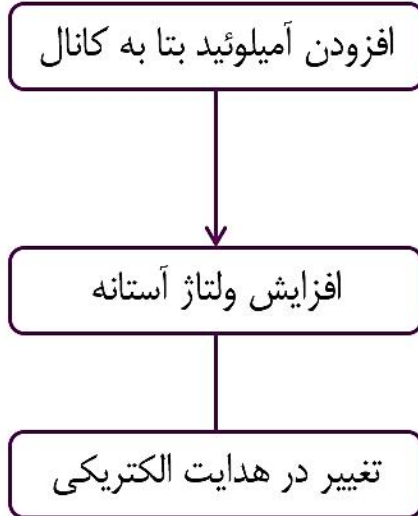 افزودن آمیلوئید بتا به کانال
افزایش ولتاژ آستانه
تغییر در هدایت الکتریکی